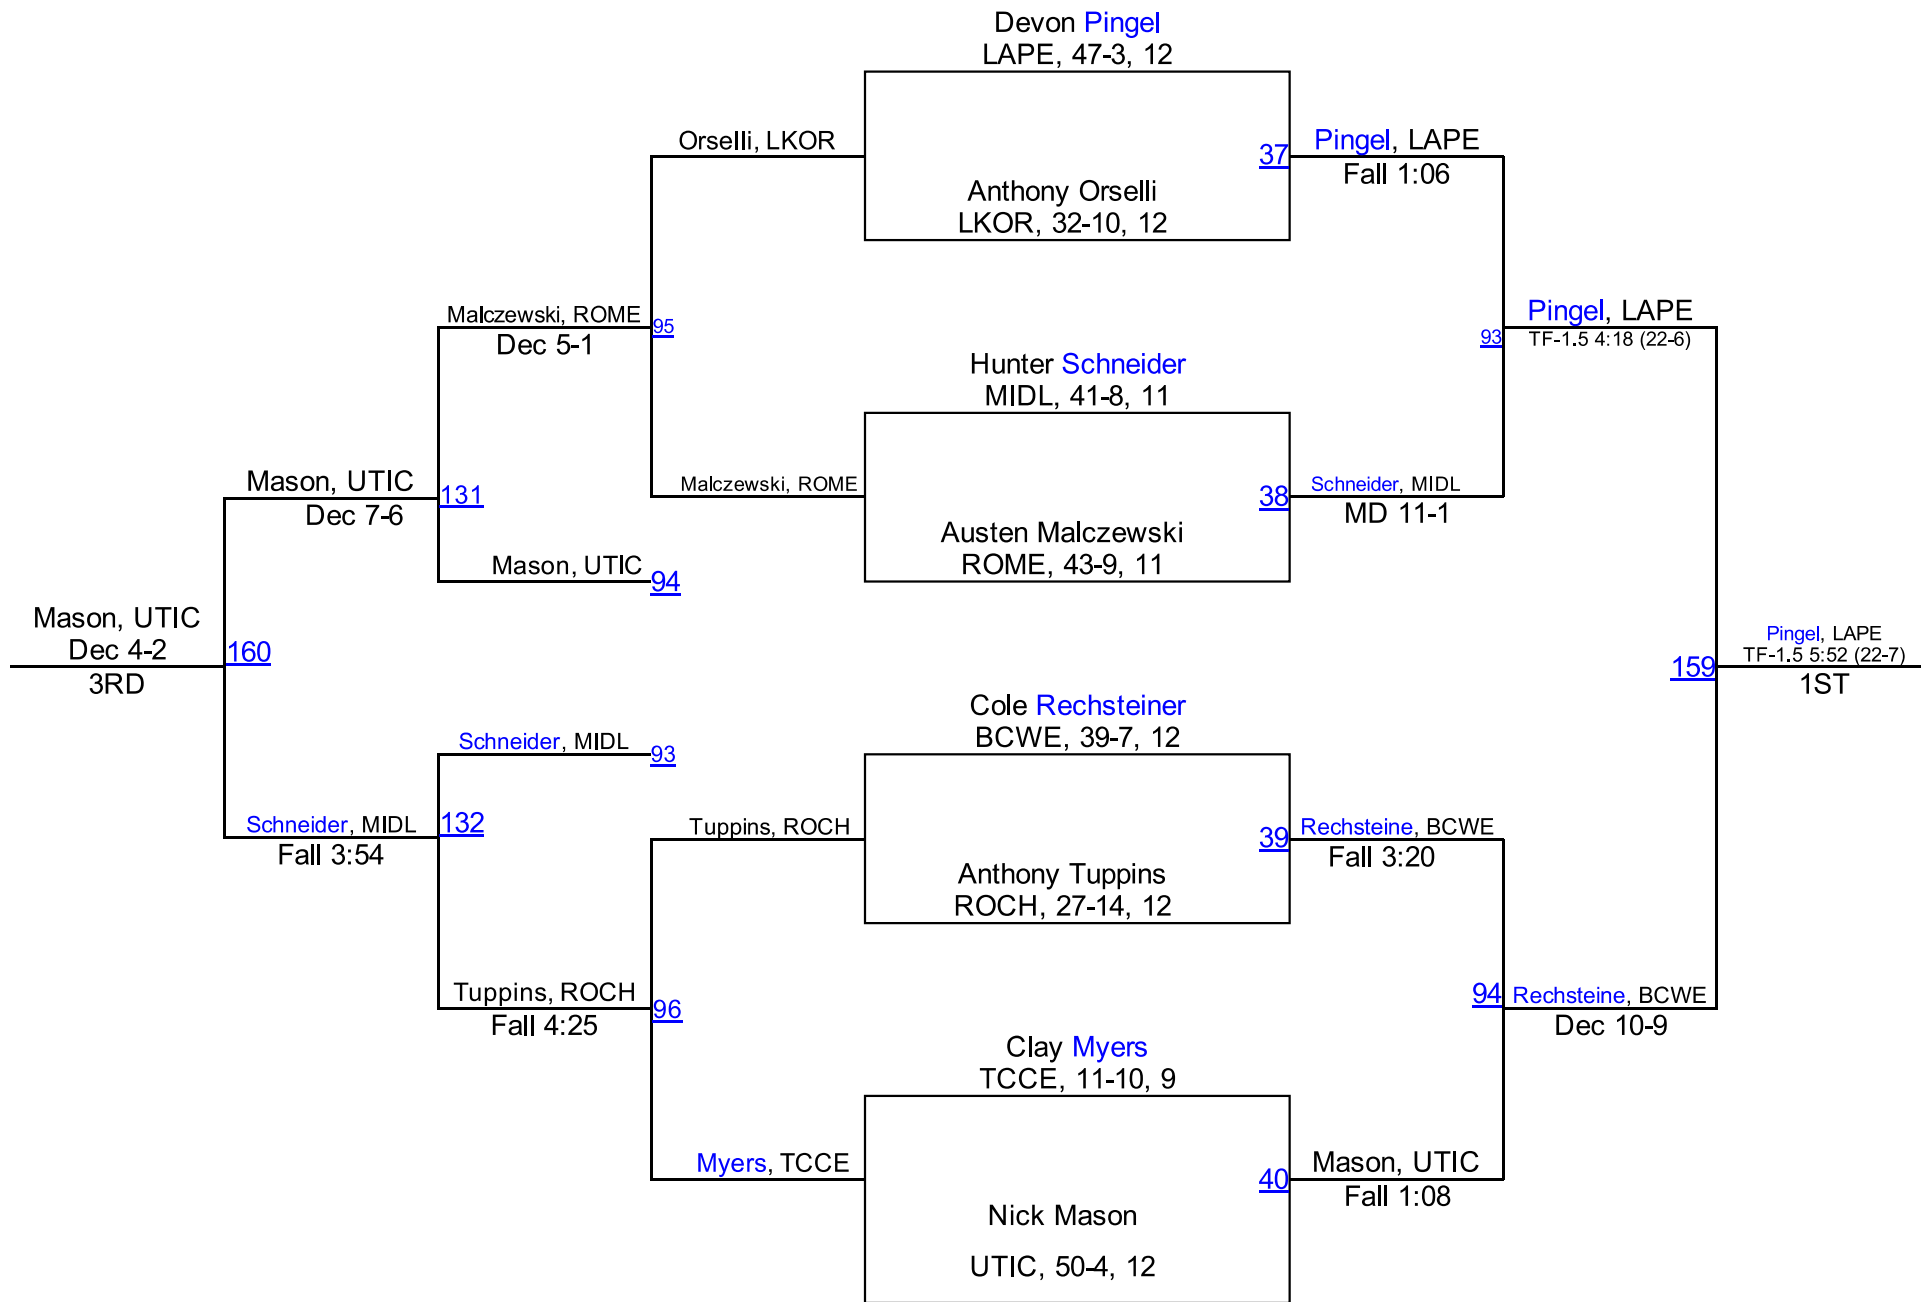 Devon Pingel
LAPE, 47-3, 12
Orselli, LKOR
37
Pingel, LAPE
Fall 1:06
Anthony Orselli
LKOR, 32-10, 12
Malczewski, ROME
Dec 5-1
95
Pingel, LAPE
TF-1.5 4:18 (22-6)
93
Hunter Schneider
MIDL, 41-8, 11
Mason, UTIC
Dec 7-6
131
Malczewski, ROME
38
Schneider, MIDL
MD 11-1
Austen Malczewski
ROME, 43-9, 11
Mason, UTIC
94
Mason, UTIC
Dec 4-2
3RD
160
159
Pingel, LAPE
TF-1.5 5:52 (22-7)
1ST
Cole Rechsteiner
BCWE, 39-7, 12
Schneider, MIDL
93
Schneider, MIDL
Fall 3:54
132
Tuppins, ROCH
39
Rechsteine, BCWE
Fall 3:20
Anthony Tuppins
ROCH, 27-14, 12
Tuppins, ROCH
Fall 4:25
96
94
Rechsteine, BCWE
Dec 10-9
Clay Myers
TCCE, 11-10, 9
Myers, TCCE
40
Mason, UTIC
Fall 1:08
Nick Mason
UTIC, 50-4, 12